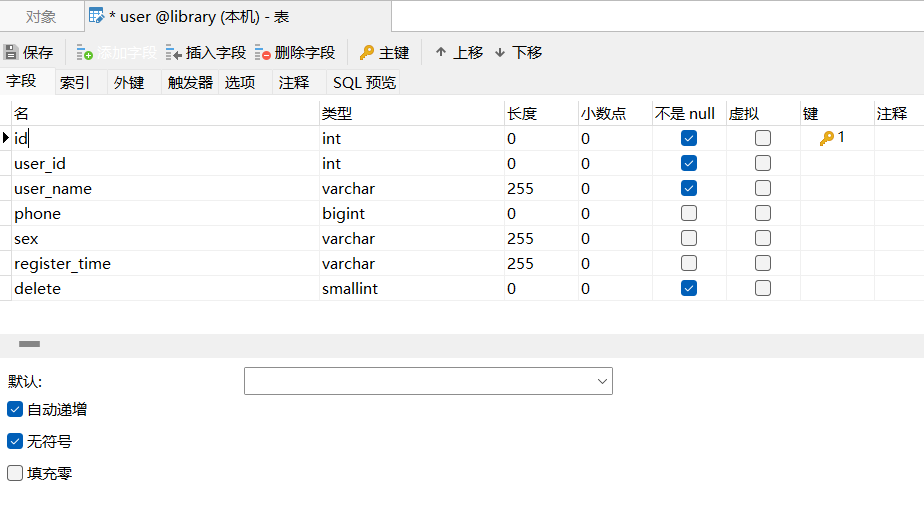 对象
* user @library (本机) - 表
保存 添加字段 插入字段 删除字段 主键 上移 下移
字段 索引 外键 触发器 选项 注释 SQL 预览
名 类型 长度 小数点 不是 null 虚拟 键 注释
id int 0 0 1
user_id int 0 0
user_name varchar 255 0
phone bigint 0 0
sex varchar 255 0
register_time varchar 255 0
delete smallint 0 0
默认:
自动递增
无符号
填充零